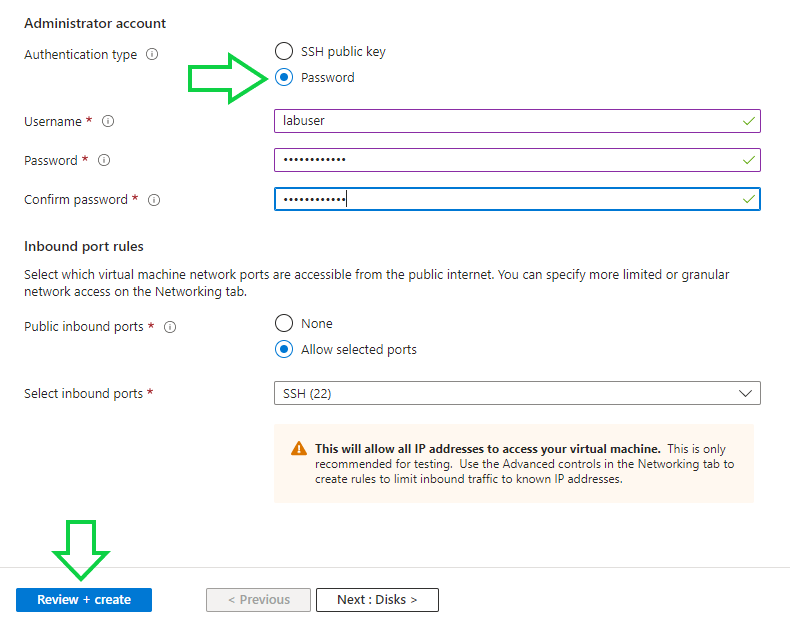 Administrator account
Authentication type
SSH public key
Password
Username *
labuser
Password *
••••••••••••
Confirm password *
••••••••••••
Inbound port rules
Select which virtual machine network ports are accessible from the public internet. You can specify more limited or granular
network access on the Networking tab.
Public inbound ports *
None
Allow selected ports
Select inbound ports *
SSH (22)
This will allow all IP addresses to access your virtual machine. This is only
recommended for testing. Use the Advanced controls in the Networking tab to
create rules to limit inbound traffic to known IP addresses.
Review + create
< Previous
Next : Disks >